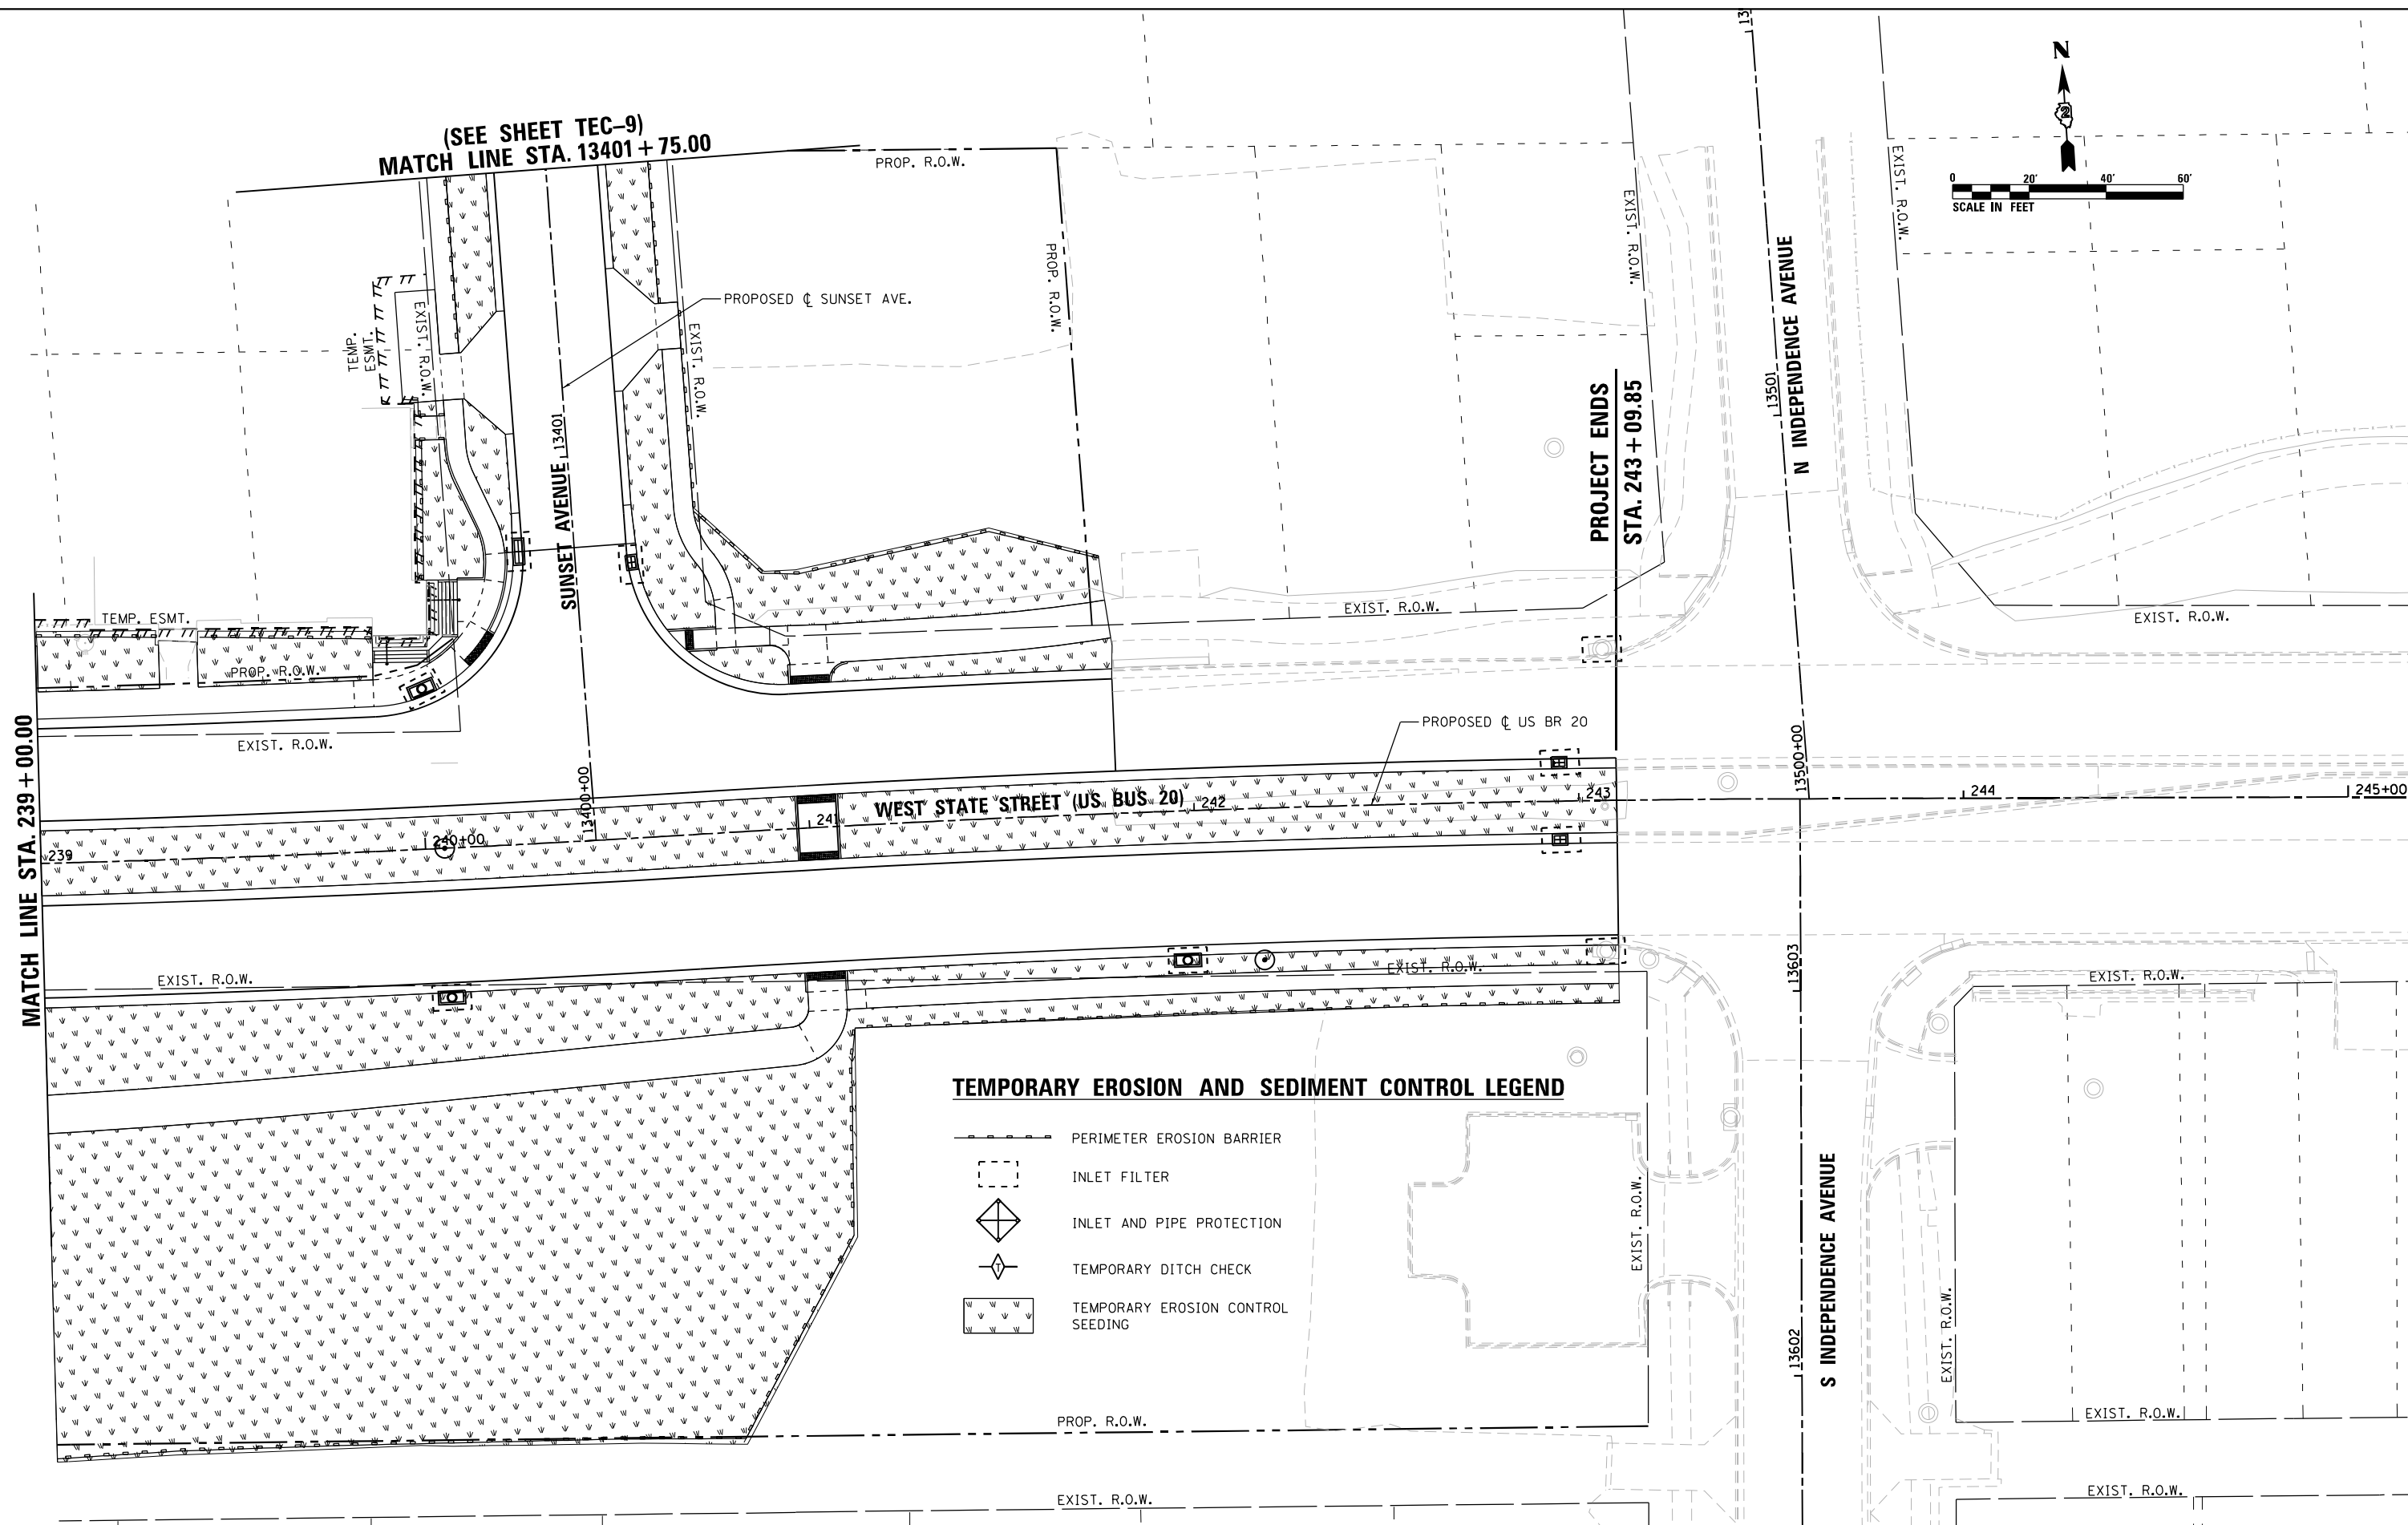 (SEE SHEET TEC–9)
MATCH LINE STA. 13401 + 75.00
N
2
0 20' 40' 60'
SCALE IN FEET
PROP. R.O.W.
EXIST. R.O.W.
EXIST. R.O.W.
PROP. R.O.W.
N INDEPENDENCE AVENUE
13501
PROPOSED ℄ SUNSET AVE.
TEMP.
ESMT.
EXIST. R.O.W.
EXIST. R.O.W.
SUNSET AVENUE
13401
PROJECT ENDS
STA. 243 + 09.85
TEMP. ESMT.
EXIST. R.O.W.
EXIST. R.O.W.
PROP. R.O.W.
EXIST. R.O.W.
PROPOSED ℄ US BR 20
MATCH LINE STA. 239 + 00.00
13400+00
13500+00
239
240+00
241
WEST STATE STREET (US BUS 20)
242
243
244
245+00
EXIST. R.O.W.
EXIST. R.O.W.
13603
EXIST. R.O.W.
TEMPORARY EROSION AND SEDIMENT CONTROL LEGEND
PERIMETER EROSION BARRIER
INLET FILTER
INLET AND PIPE PROTECTION
T
TEMPORARY DITCH CHECK
TEMPORARY EROSION CONTROL
SEEDING
EXIST. R.O.W.
S INDEPENDENCE AVENUE
13602
EXIST. R.O.W.
PROP. R.O.W.
EXIST. R.O.W.
EXIST. R.O.W.
EXIST. R.O.W.